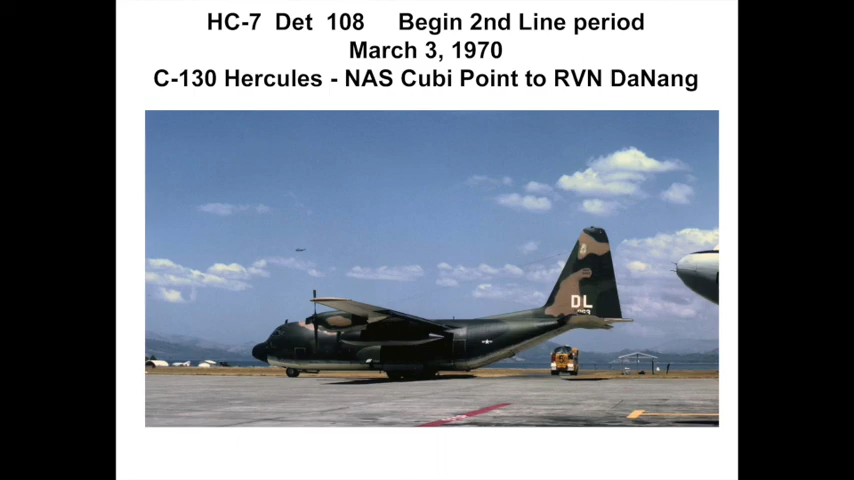 HC-7 Det 108 Begin 2nd Line period
March 3, 1970
C-130 Hercules - NAS Cubi Point to RVN DaNang
DL